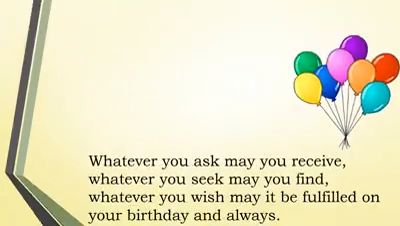 Whatever you ask may you receive,
whatever you seek may you find,
whatever you wish may it be fulfilled on
your birthday and always.